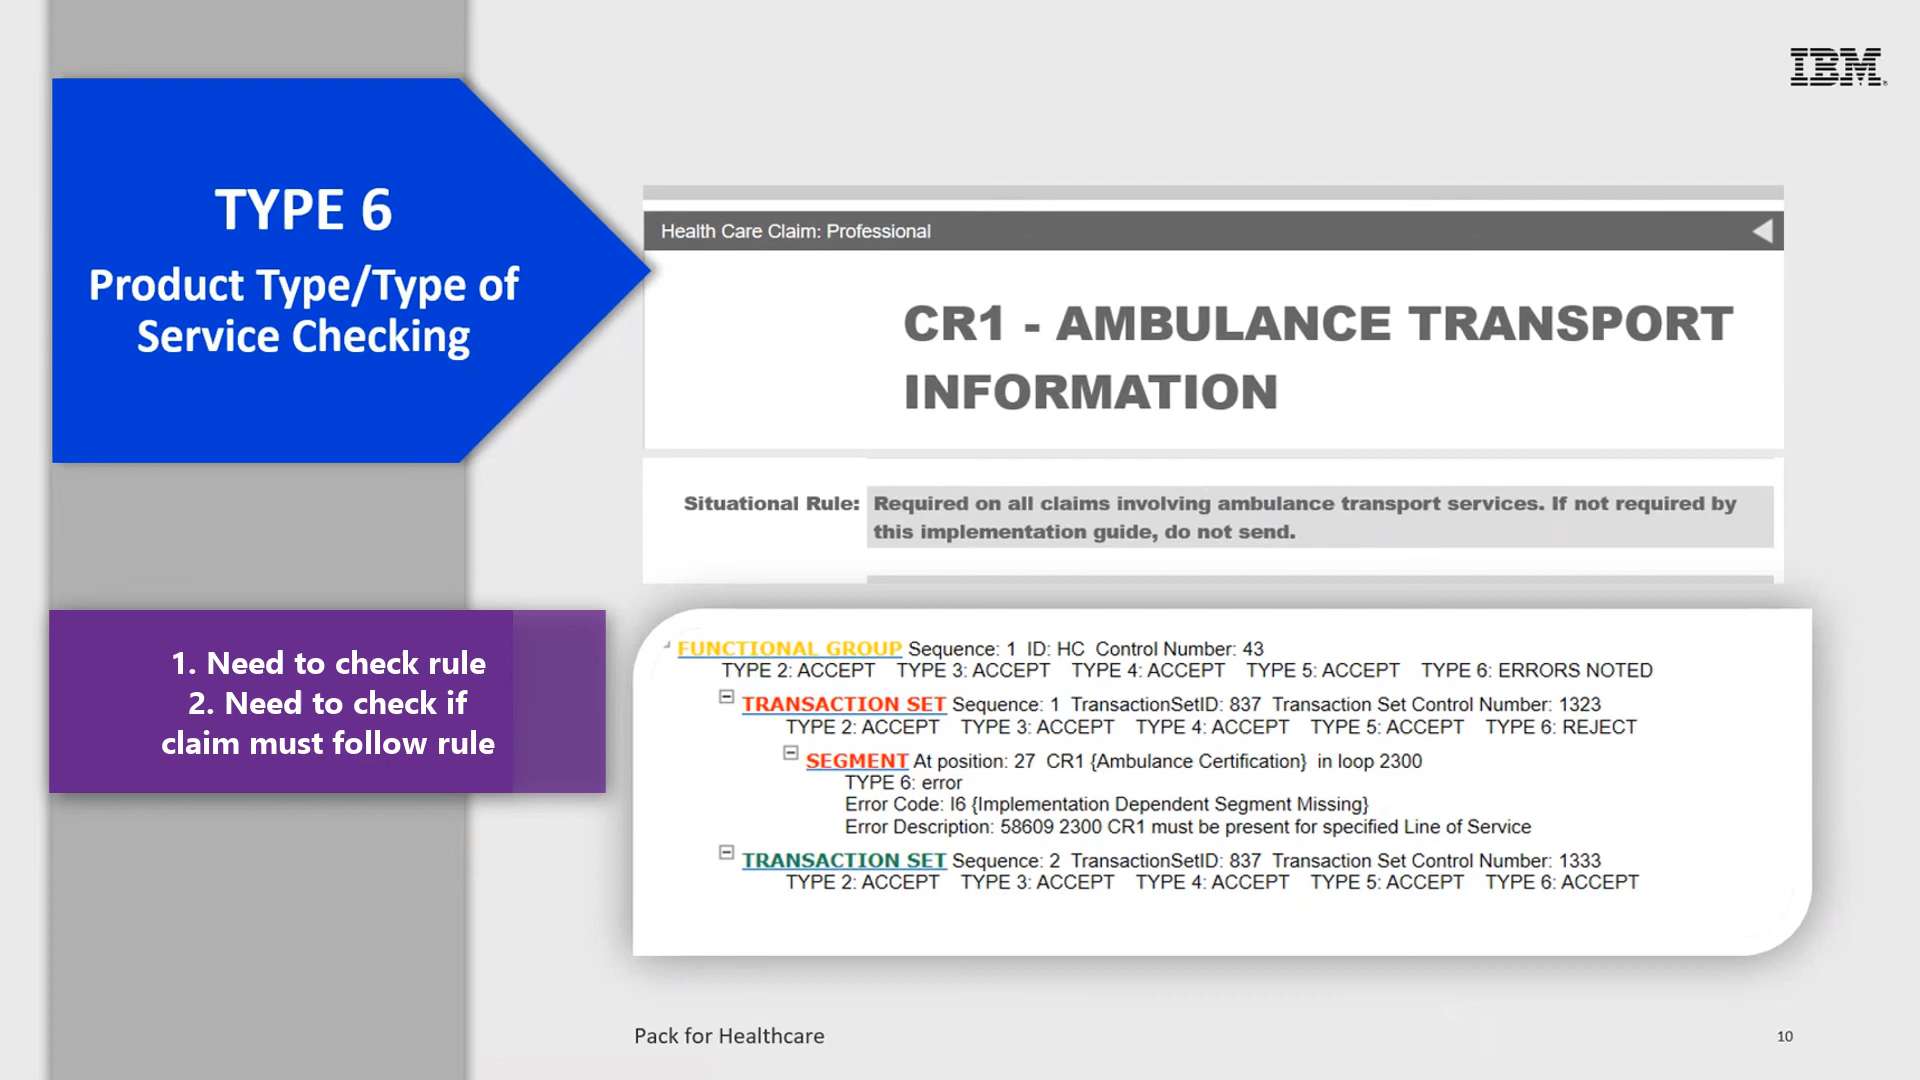 IBM
TYPE 6
Product Type/Type of
Service Checking
Health Care Claim: Professional
CR1 - AMBULANCE TRANSPORT
INFORMATION
Situational Rule: Required on all claims involving ambulance transport services. If not required by
this implementation guide, do not send.
1. Need to check rule
2. Need to check if
claim must follow rule
FUNCTIONAL GROUP Sequence: 1 ID: HC Control Number: 43
TYPE 2: ACCEPT TYPE 3: ACCEPT TYPE 4: ACCEPT TYPE 5: ACCEPT TYPE 6: ERRORS NOTED
TRANSACTION SET Sequence: 1 TransactionSetID: 837 Transaction Set Control Number: 1323
TYPE 2: ACCEPT TYPE 3: ACCEPT TYPE 4: ACCEPT TYPE 5: ACCEPT TYPE 6: REJECT
SEGMENT At position: 27 CR1 {Ambulance Certification} in loop 2300
TYPE 6: error
Error Code: I6 {Implementation Dependent Segment Missing}
Error Description: 58609 2300 CR1 must be present for specified Line of Service
TRANSACTION SET Sequence: 2 TransactionSetID: 837 Transaction Set Control Number: 1333
TYPE 2: ACCEPT TYPE 3: ACCEPT TYPE 4: ACCEPT TYPE 5: ACCEPT TYPE 6: ACCEPT
Pack for Healthcare
10